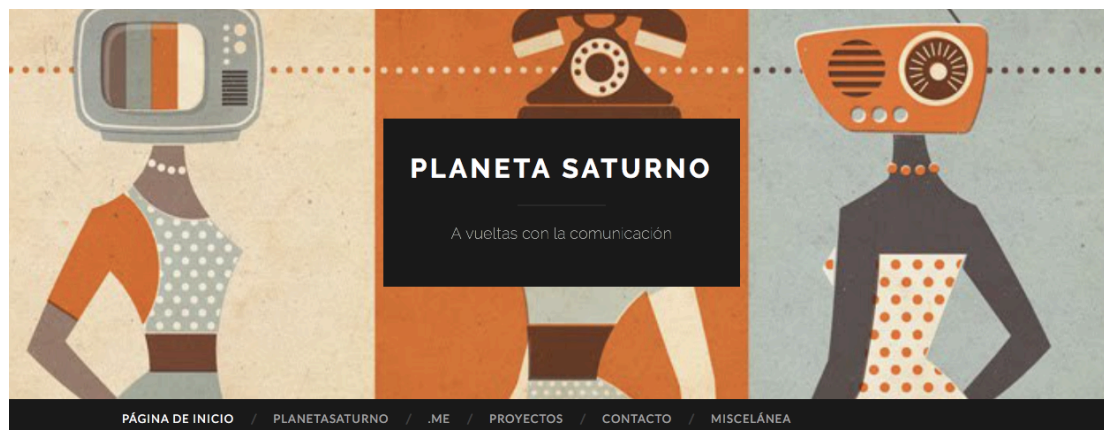 PLANETA SATURNO
A vueltas con la comunicación
PÁGINA DE INICIO / PLANETASATURNO / .ME / PROYECTOS / CONTACTO / MISCELÁNEA